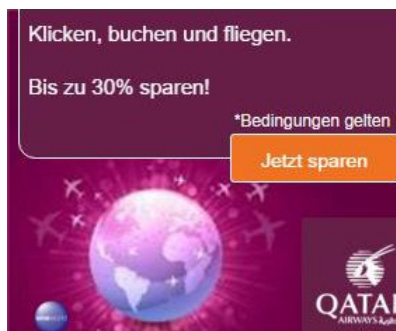 Klicken, buchen und fliegen.
Bis zu 30% sparen!
*Bedingungen gelten
Jetzt sparen
QATAR
AIRWAYS